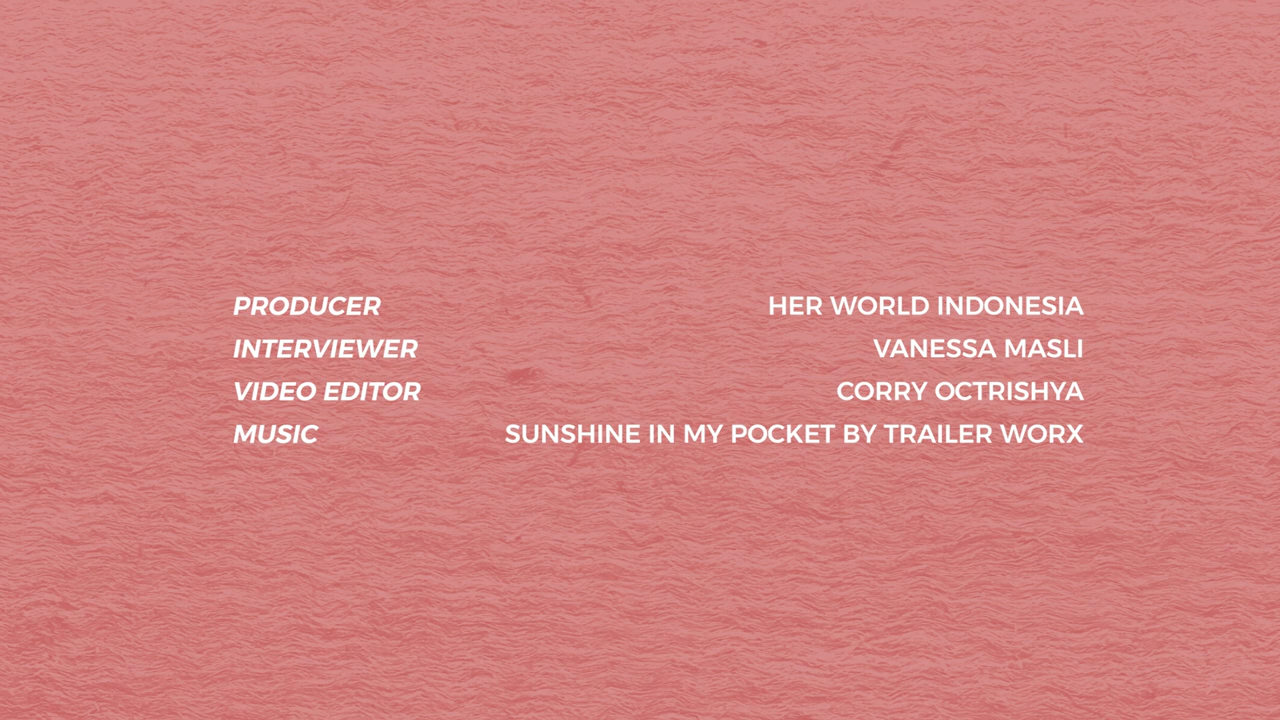 PRODUCER HER WORLD INDONESIA
INTERVIEWER VANESSA MASLI
VIDEO EDITOR CORRY OCTRISHYA
MUSIC SUNSHINE IN MY POCKET BY TRAILER WORX